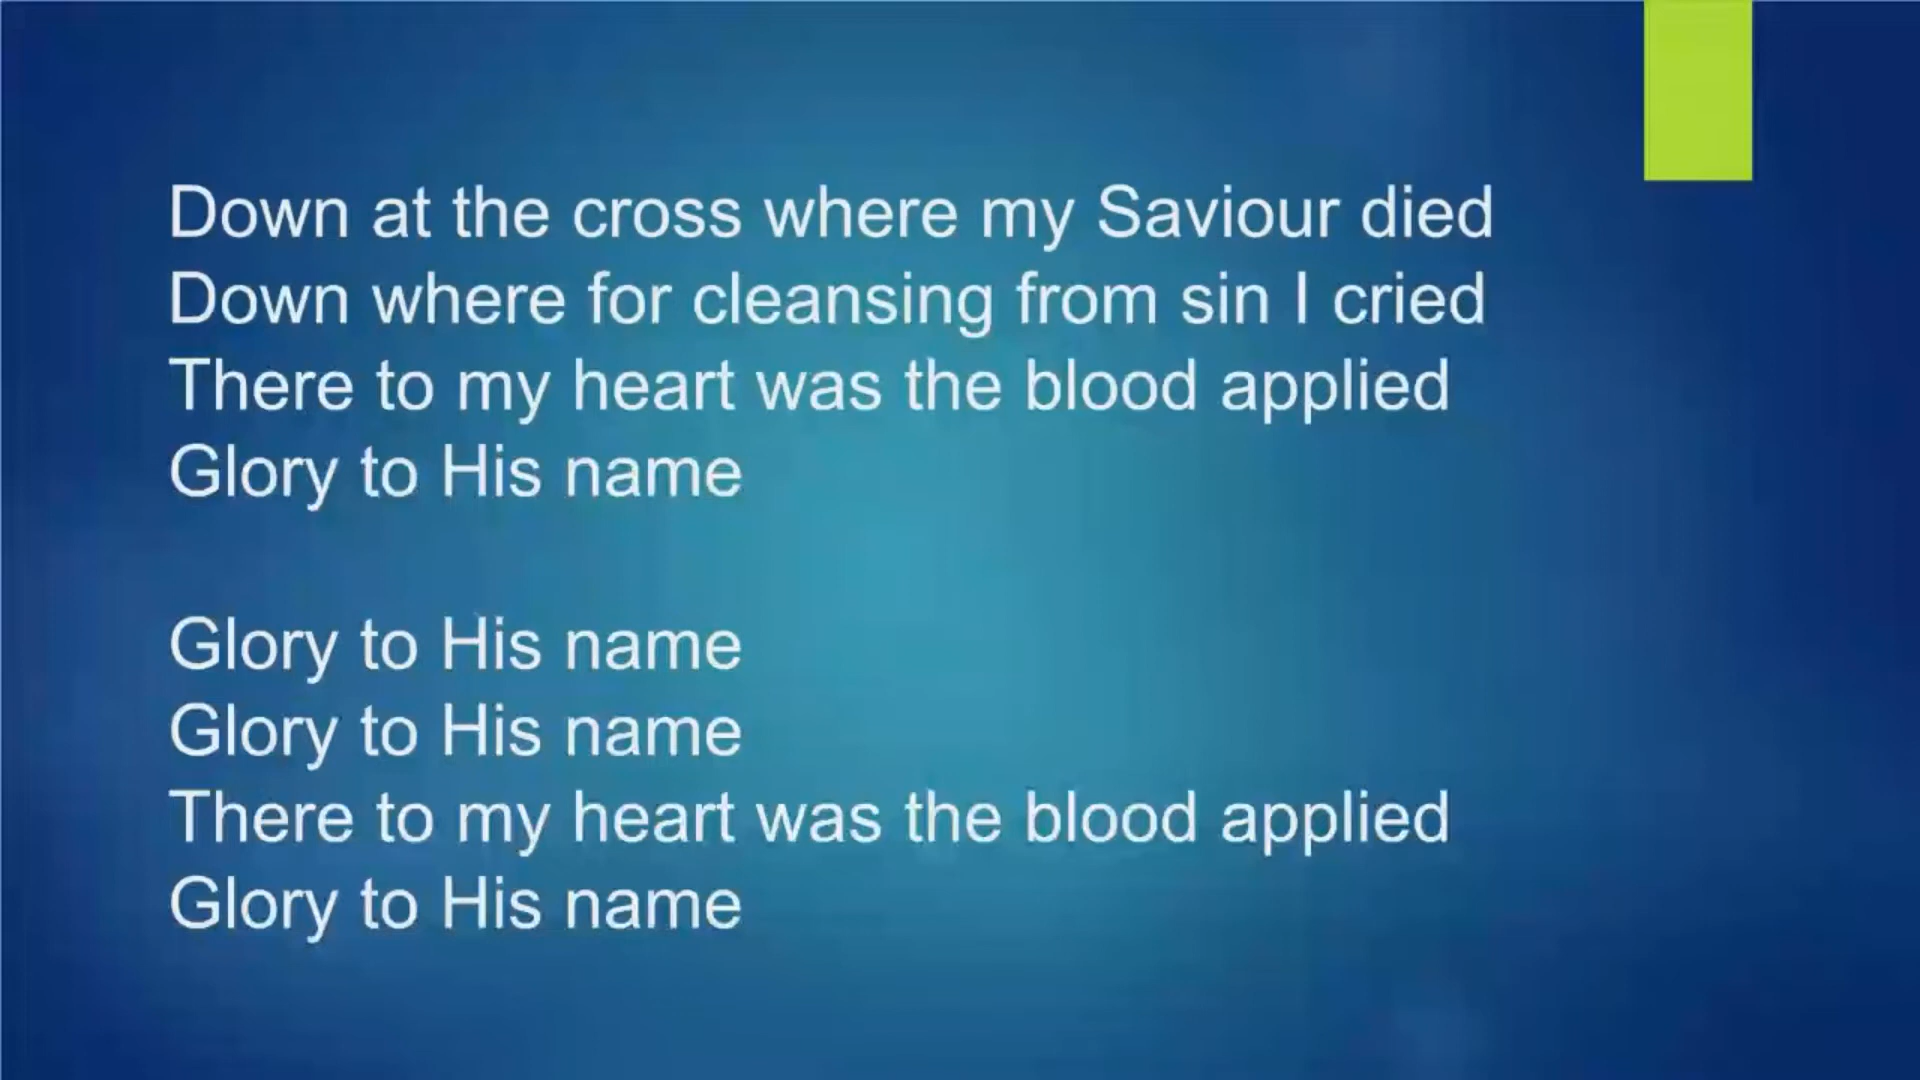 Down at the cross where my Saviour died
Down where for cleansing from sin I cried
There to my heart was the blood applied
Glory to His name

Glory to His name
Glory to His name
There to my heart was the blood applied
Glory to His name